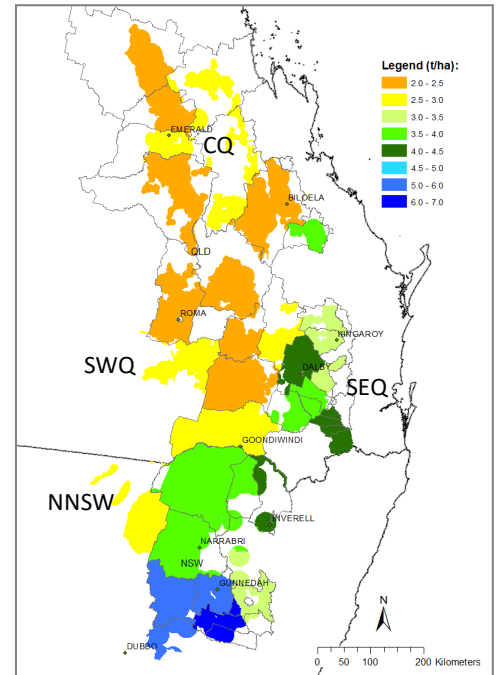 Legend (t/ha):
2.0 - 2.5
2.5 - 3.0
3.0 - 3.5
3.5 - 4.0
4.0 - 4.5
4.5 - 5.0
5.0 - 6.0
6.0 - 7.0
EMERALD
CQ
BILOELA
QLD
ROMA
KINGAROY
SWQ
DALBY
SEQ
GOONDIWINDI
NNSW
INVERELL
NARRABRI
NSW
GUNNEDAH
N
DUBBO
0 50 100 200 Kilometers